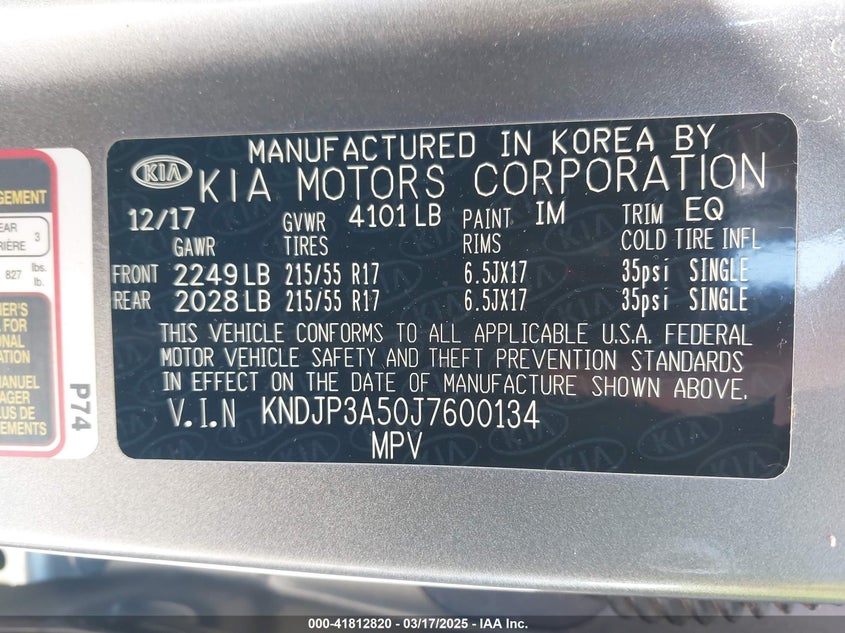 MANUFACTURED IN KOREA BY
KIA KIA MOTORS CORPORATION
12/17 GVWR 4101 LB PAINT IM TRIM EQ
GAWR TIRES RIMS COLD TIRE INFL
FRONT 2249 LB 215/55 R17 6.5JX17 35psi SINGLE
REAR 2028 LB 215/55 R17 6.5JX17 35psi SINGLE
THIS VEHICLE CONFORMS TO ALL APPLICABLE U.S.A. FEDERAL
MOTOR VEHICLE SAFETY AND THEFT PREVENTION STANDARDS
IN EFFECT ON THE DATE OF MANUFACTURE SHOWN ABOVE.
V.I.N KNDJP3A50J7600134
MPV
3
827 lbs.
P74
000-41812820 - 03/17/2025 - IAA Inc.